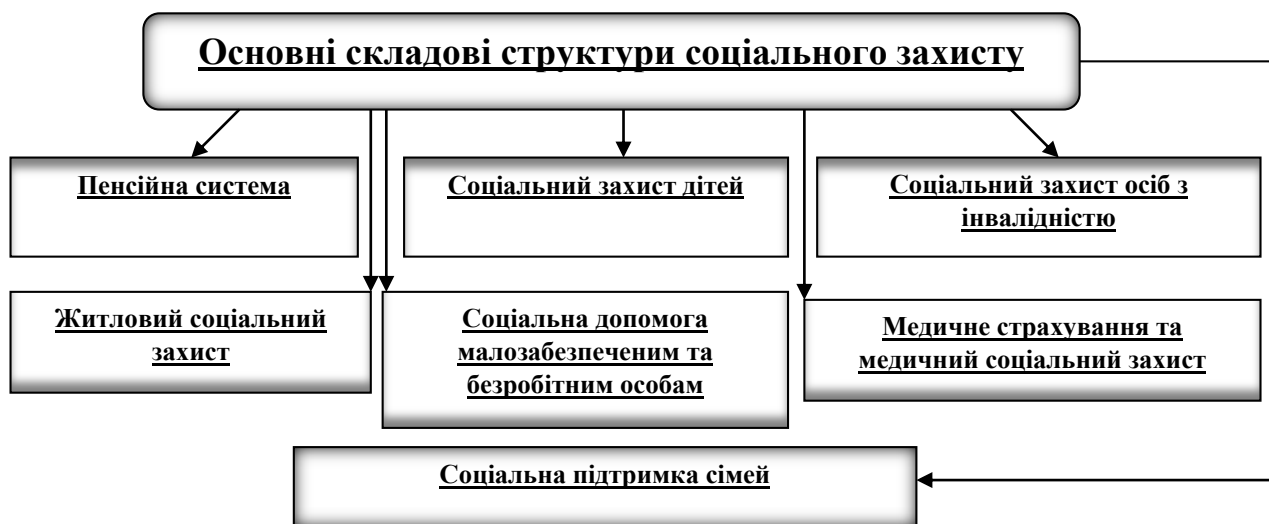 Основні складові структури соціального захисту
Пенсійна система
Соціальний захист дітей
Соціальний захист осіб з
інвалідністю
Житловий соціальний
захист
Соціальна допомога
малозабезпеченим та
безробітним особам
Медичне страхування та
медичний соціальний захист
Соціальна підтримка сімей